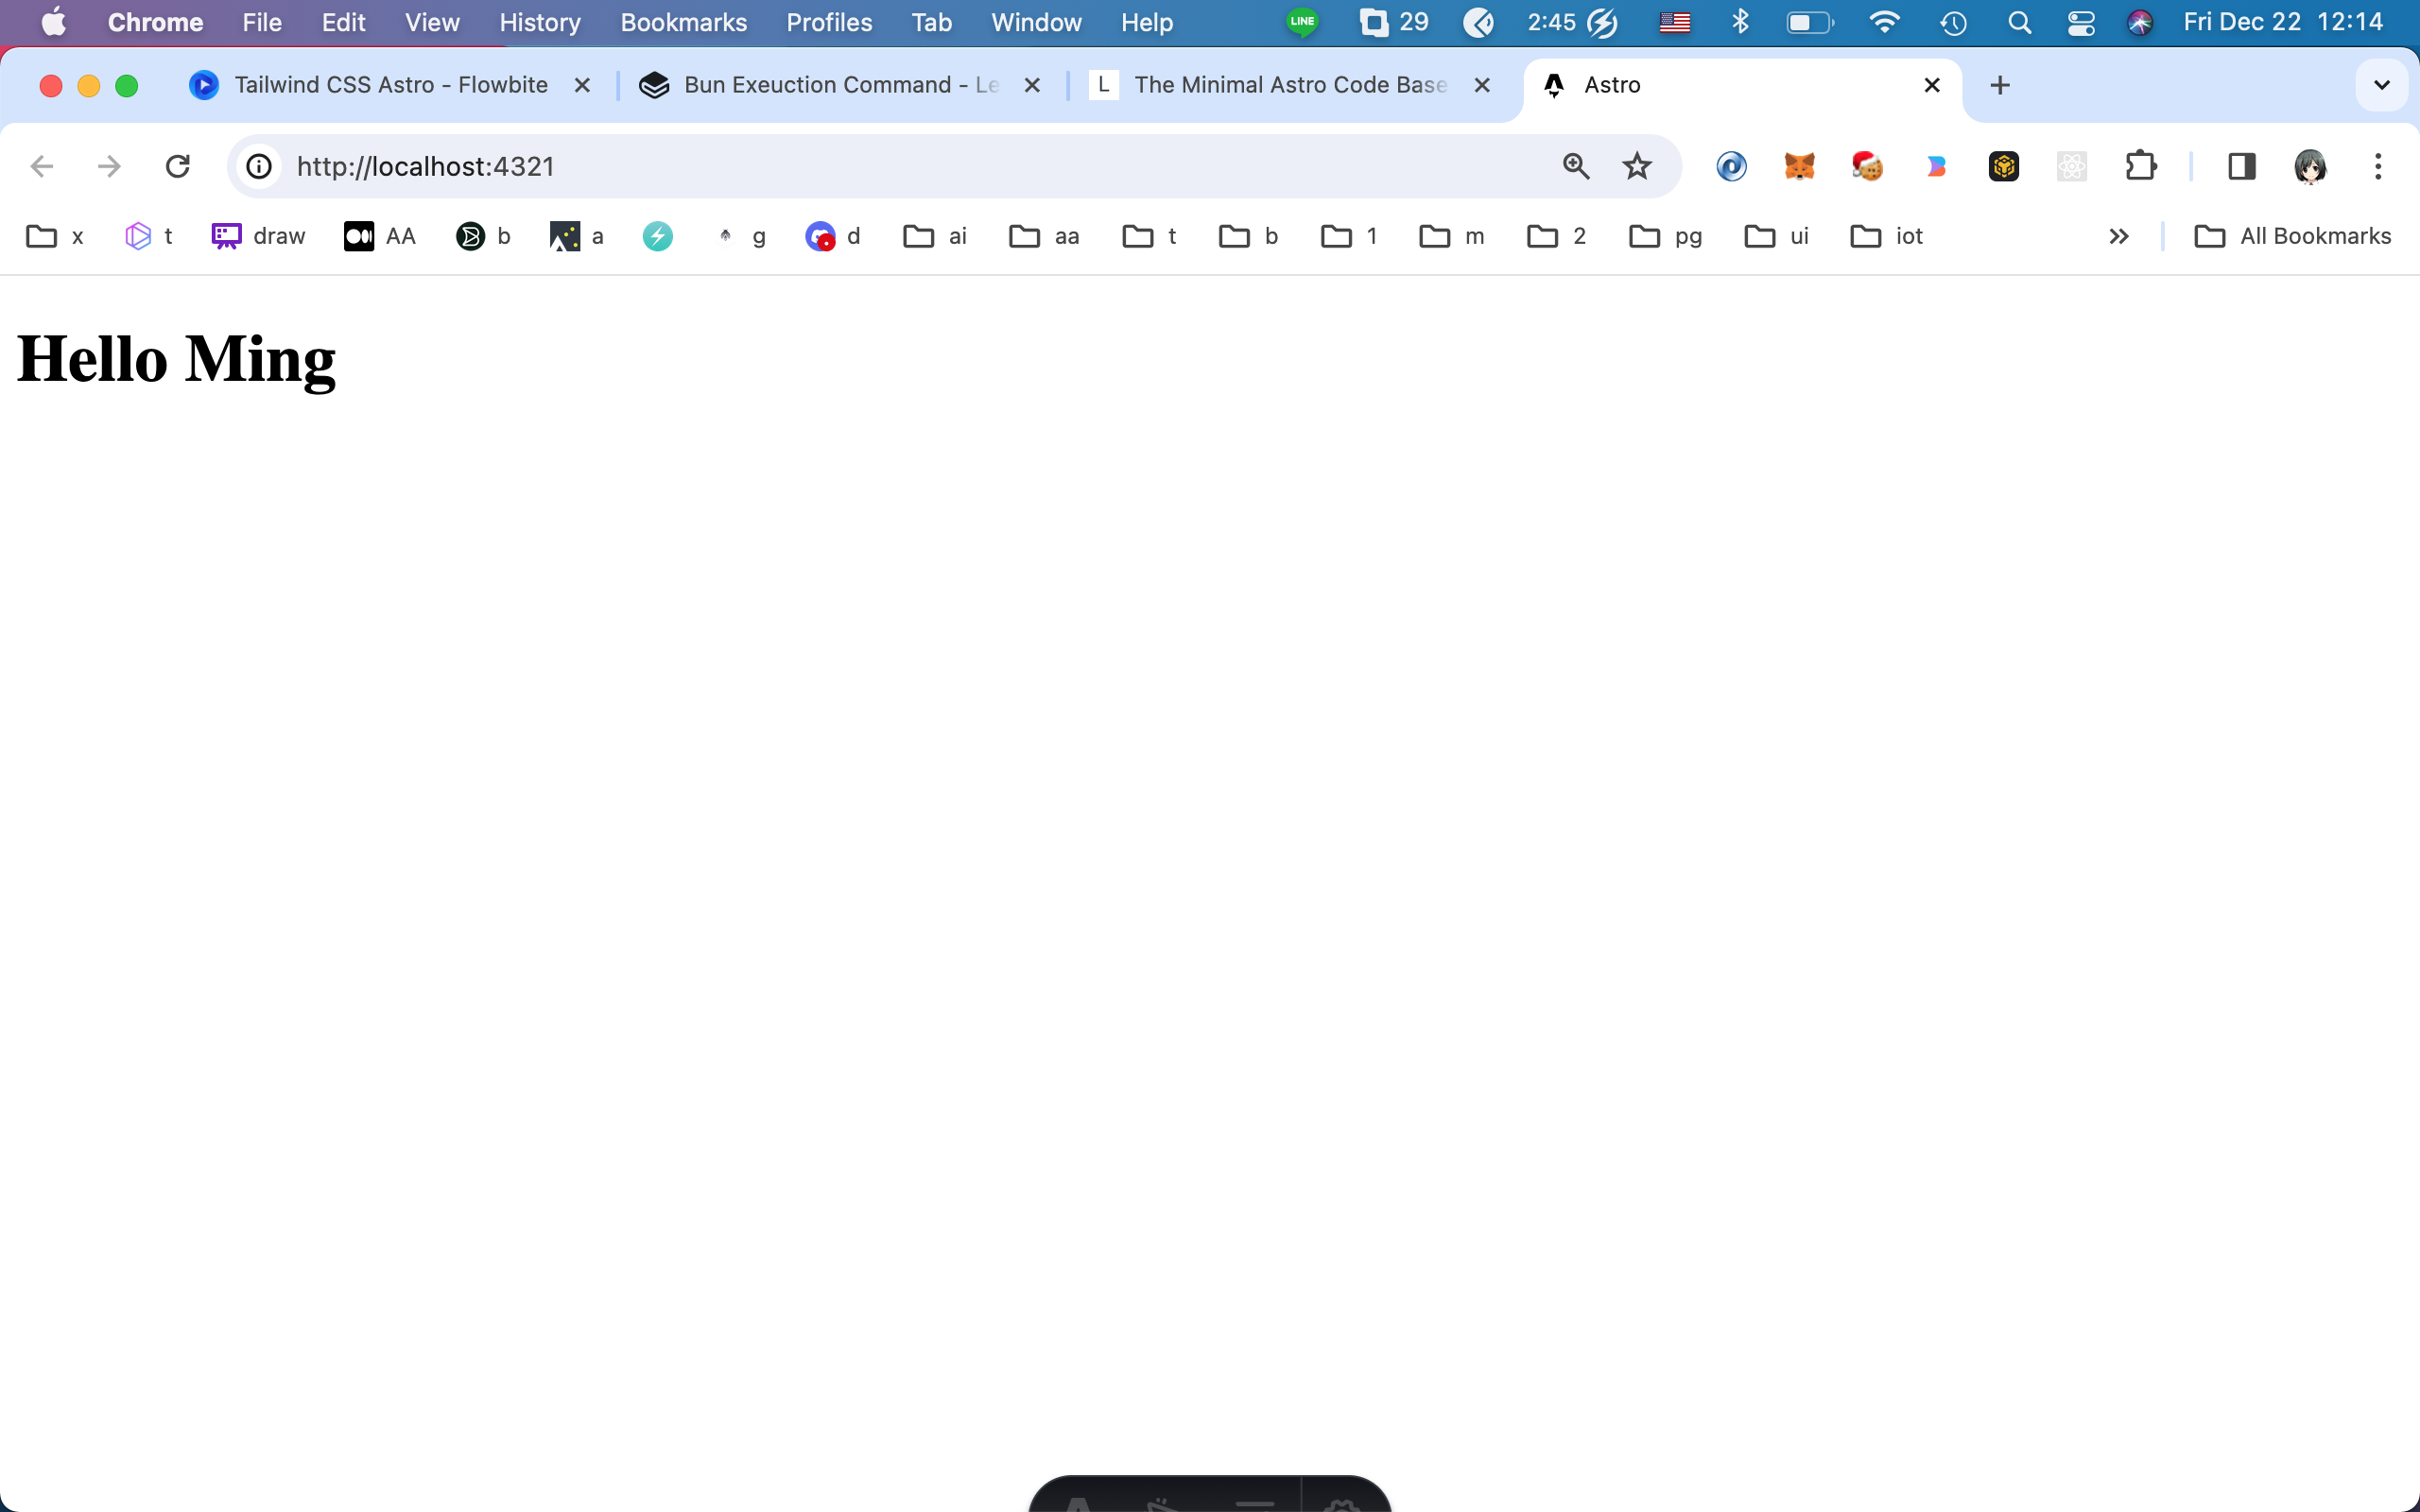 Chrome File Edit View History Bookmarks Profiles Tab Window Help LINE 29 2:45 Fri Dec 22 12:14
Tailwind CSS Astro - Flowbite Bun Exeuction Command - Le L The Minimal Astro Code Base Astro
http://localhost:4321
x t draw AA b a g d ai aa t b 1 m 2 pg ui iot All Bookmarks
Hello Ming